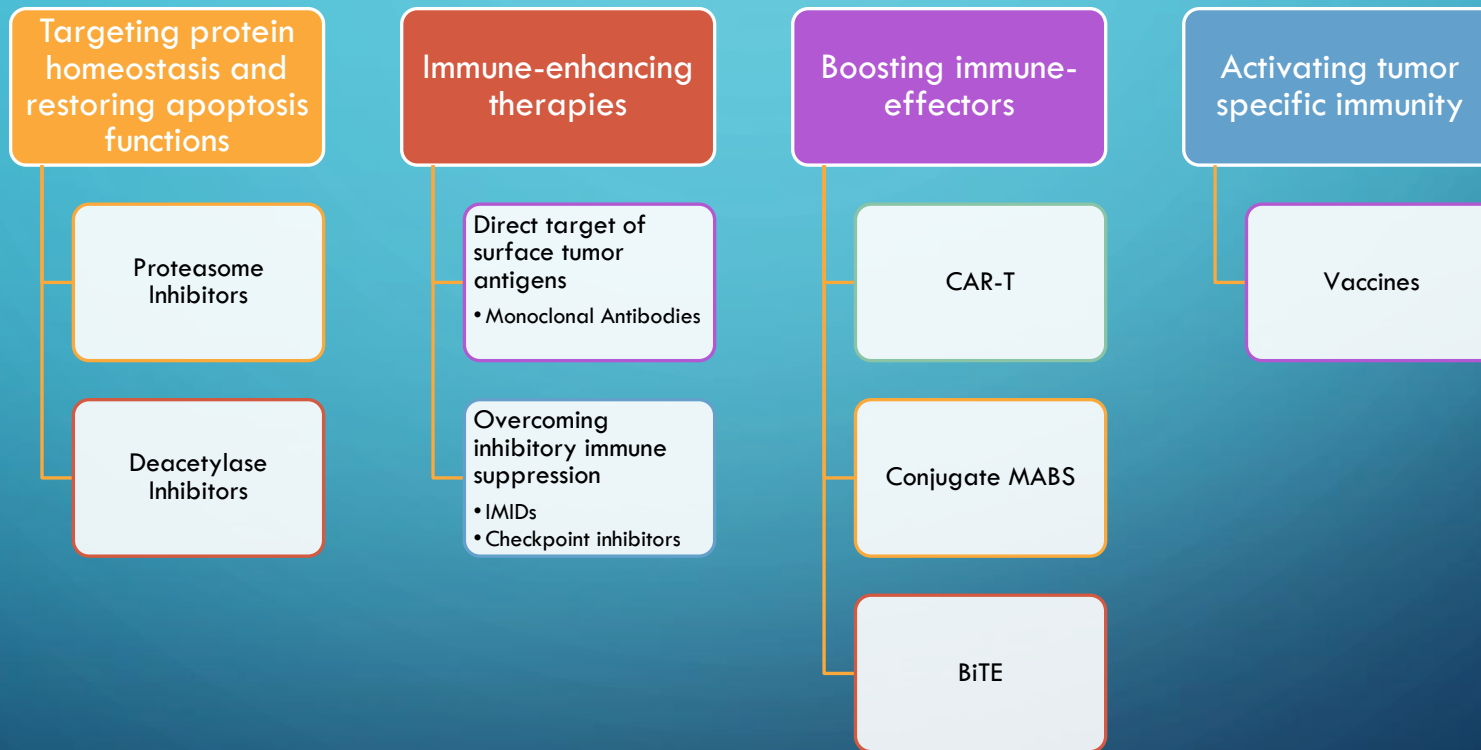 Targeting protein
homeostasis and
restoring apoptosis
functions
Proteasome
Inhibitors
Deacetylase
Inhibitors
Immune-enhancing
therapies
Direct target of
surface tumor
antigens
• Monoclonal Antibodies
Overcoming
inhibitory immune
suppression
• IMIDs
• Checkpoint inhibitors
Boosting immune-
effectors
CAR-T
Conjugate MABS
BiTE
Activating tumor
specific immunity
Vaccines